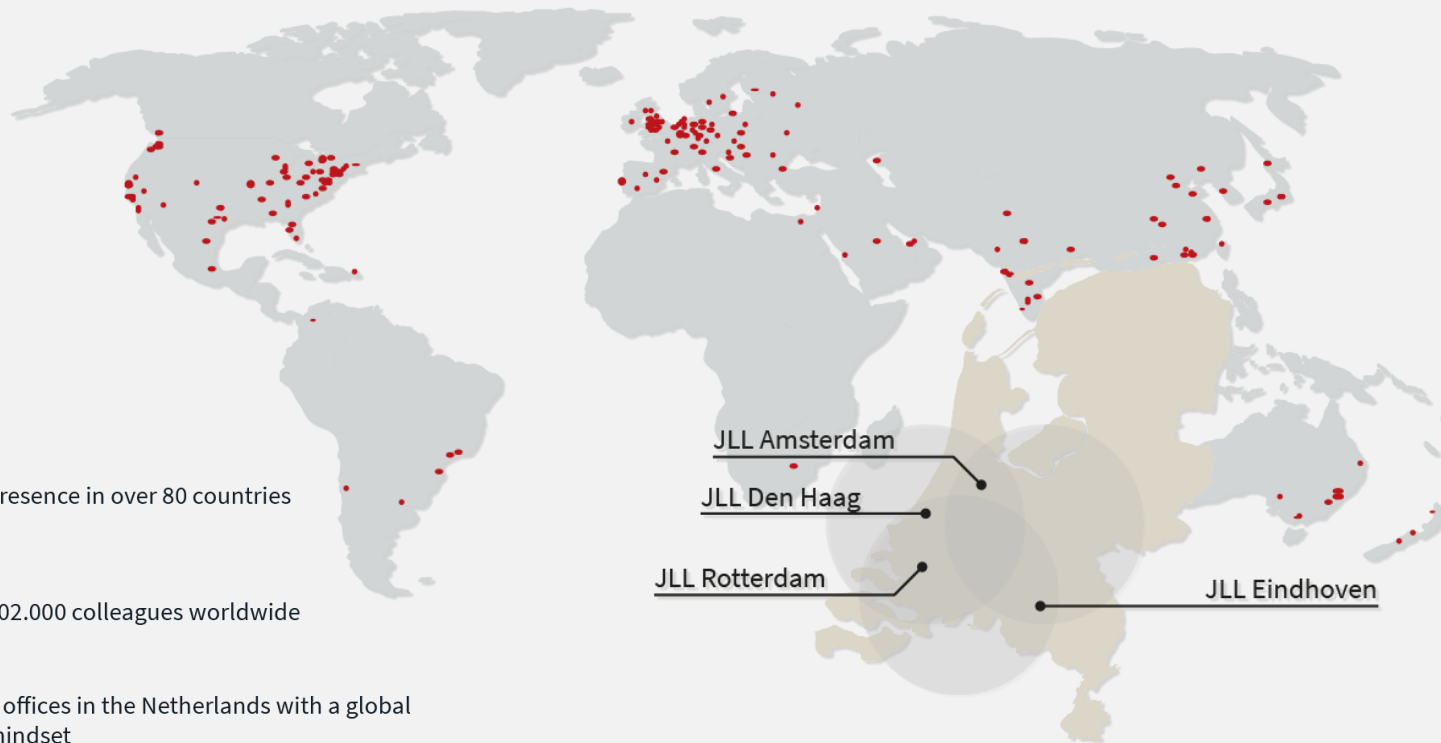 JLL Amsterdam
JLL Den Haag
resence in over 80 countries
JLL Rotterdam
JLL Eindhoven
02.000 colleagues worldwide
offices in the Netherlands with a global
nindset